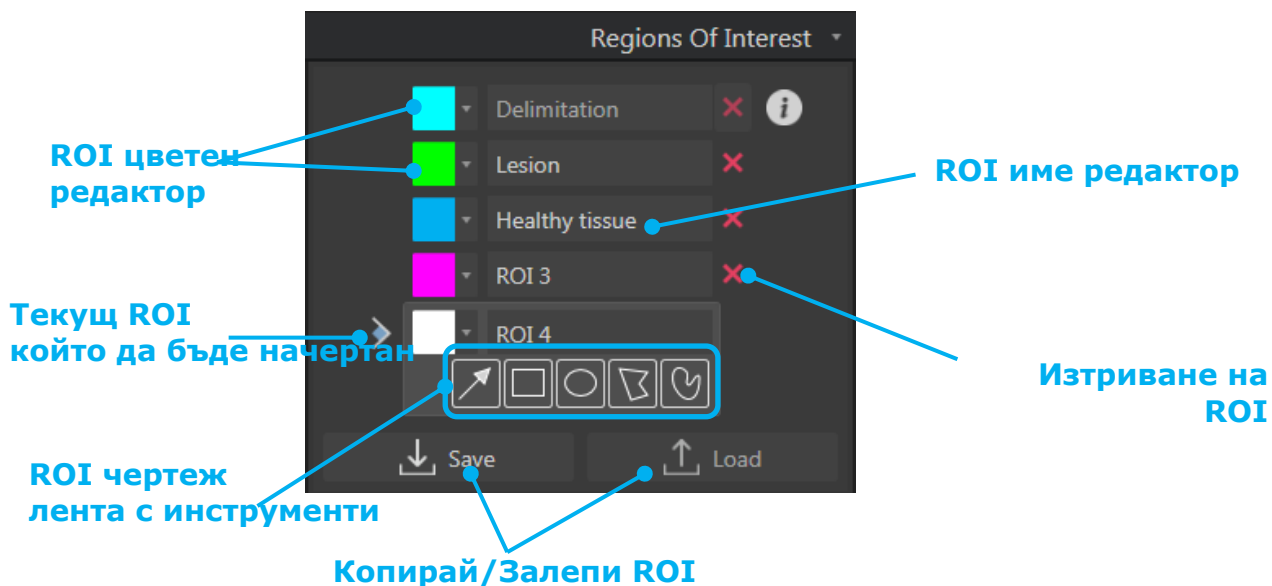 Regions Of Interest
Delimitation
i
ROI цветен
редактор
Lesion
ROI име редактор
Healthy tissue
ROI 3
Текущ ROI
който да бъде начертан
ROI 4
Изтриване на
ROI
Save
Load
ROI чертеж
лента с инструменти
Копирай/Залепи ROI